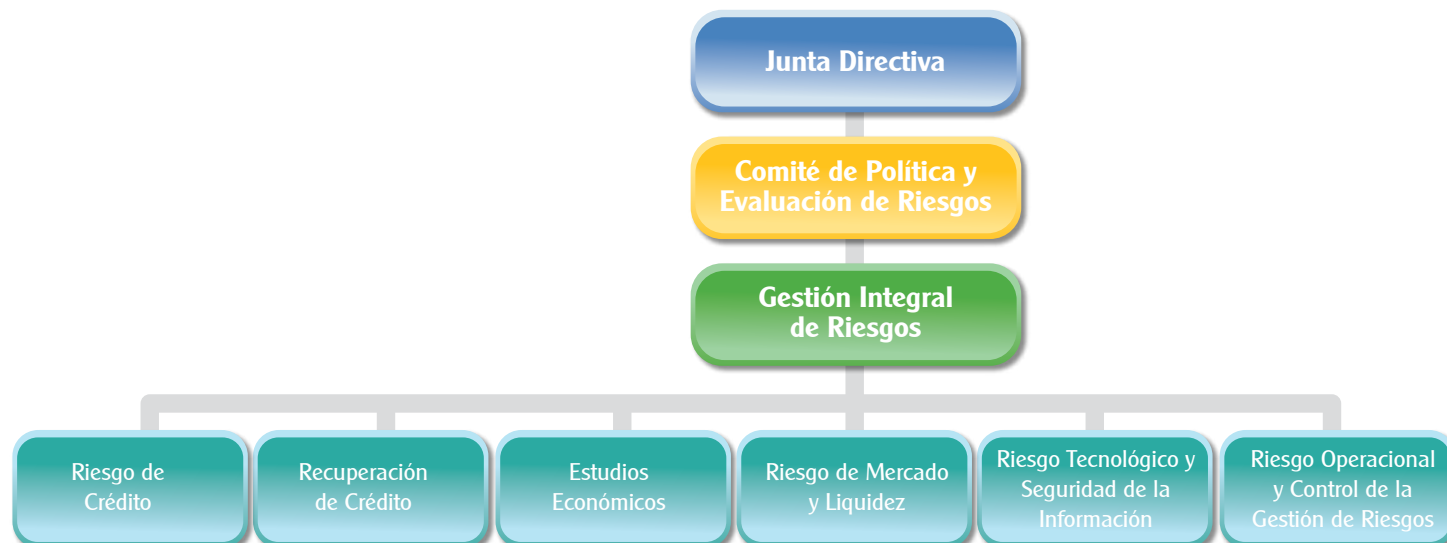 Junta Directiva
Comité de Política y
Evaluación de Riesgos
Gestión Integral
de Riesgos
Riesgo de
Crédito
Recuperación
de Crédito
Estudios
Económicos
Riesgo de Mercado
y Liquidez
Riesgo Tecnológico y
Seguridad de la
Información
Riesgo Operacional
y Control de la
Gestión de Riesgos